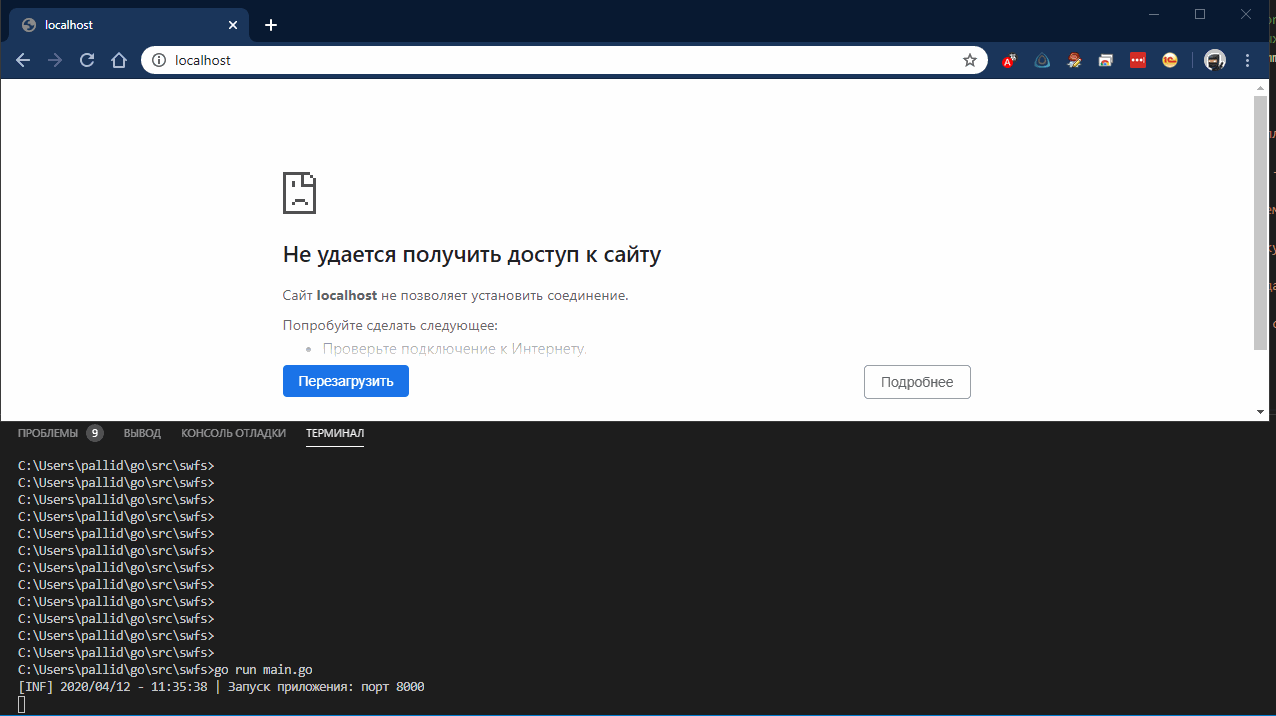 localhost
localhost
Не удается получить доступ к сайту
Сайт localhost не позволяет установить соединение.
Попробуйте сделать следующее:
• Проверьте подключение к Интернету.
Перезагрузить
Подробнее
ПРОБЛЕМЫ 9 ВЫВОД КОНСОЛЬ ОТЛАДКИ ТЕРМИНАЛ
C:\Users\pallid\go\src\swfs>
C:\Users\pallid\go\src\swfs>
C:\Users\pallid\go\src\swfs>
C:\Users\pallid\go\src\swfs>
C:\Users\pallid\go\src\swfs>
C:\Users\pallid\go\src\swfs>
C:\Users\pallid\go\src\swfs>
C:\Users\pallid\go\src\swfs>
C:\Users\pallid\go\src\swfs>
C:\Users\pallid\go\src\swfs>
C:\Users\pallid\go\src\swfs>
C:\Users\pallid\go\src\swfs>
C:\Users\pallid\go\src\swfs>go run main.go
[INF] 2020/04/12 - 11:35:38 | Запуск приложения: порт 8000